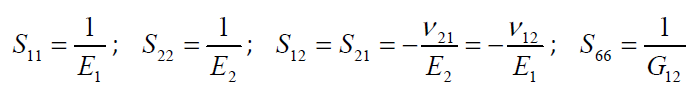 S₁₁ = 1/E₁ ; S₂₂ = 1/E₂ ; S₁₂ = S₂₁ = −ν₂₁/E₂ = −ν₁₂/E₁ ; S₆₆ = 1/G₁₂